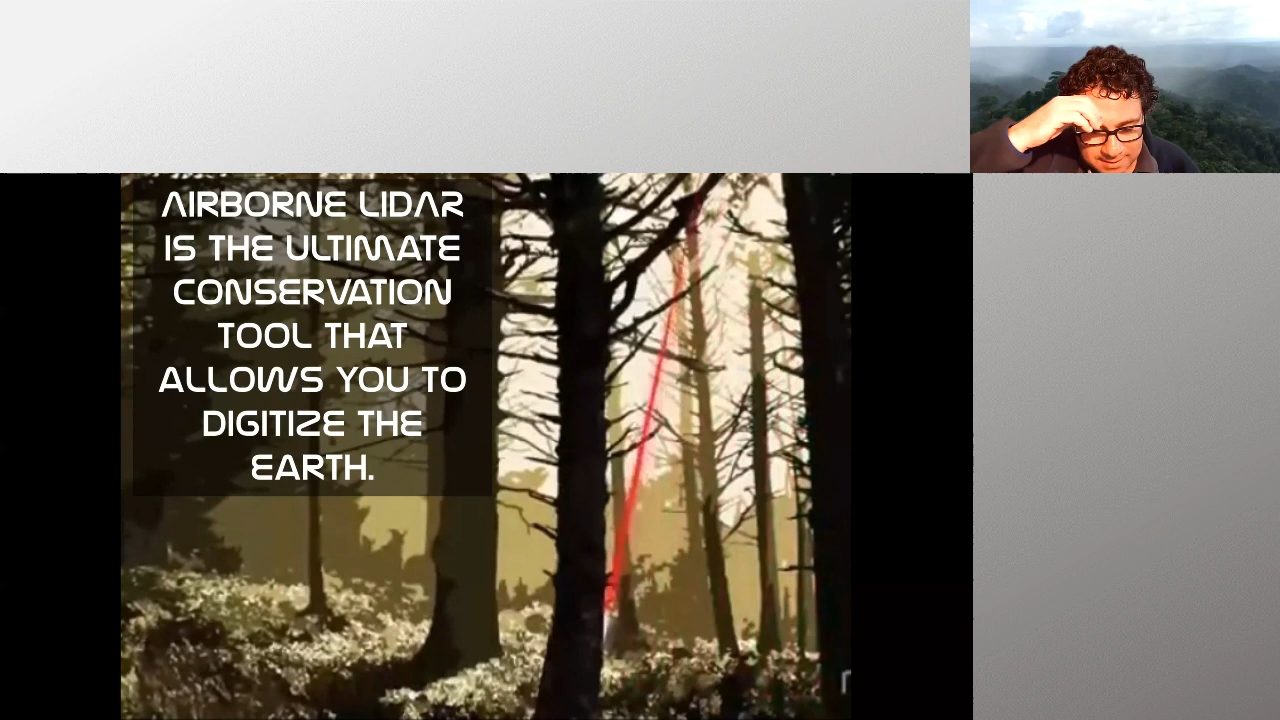 AIRBORNE LIDAR
IS THE ULTIMATE
CONSERVATION
TOOL THAT
ALLOWS YOU TO
DIGITIZE THE
EARTH.